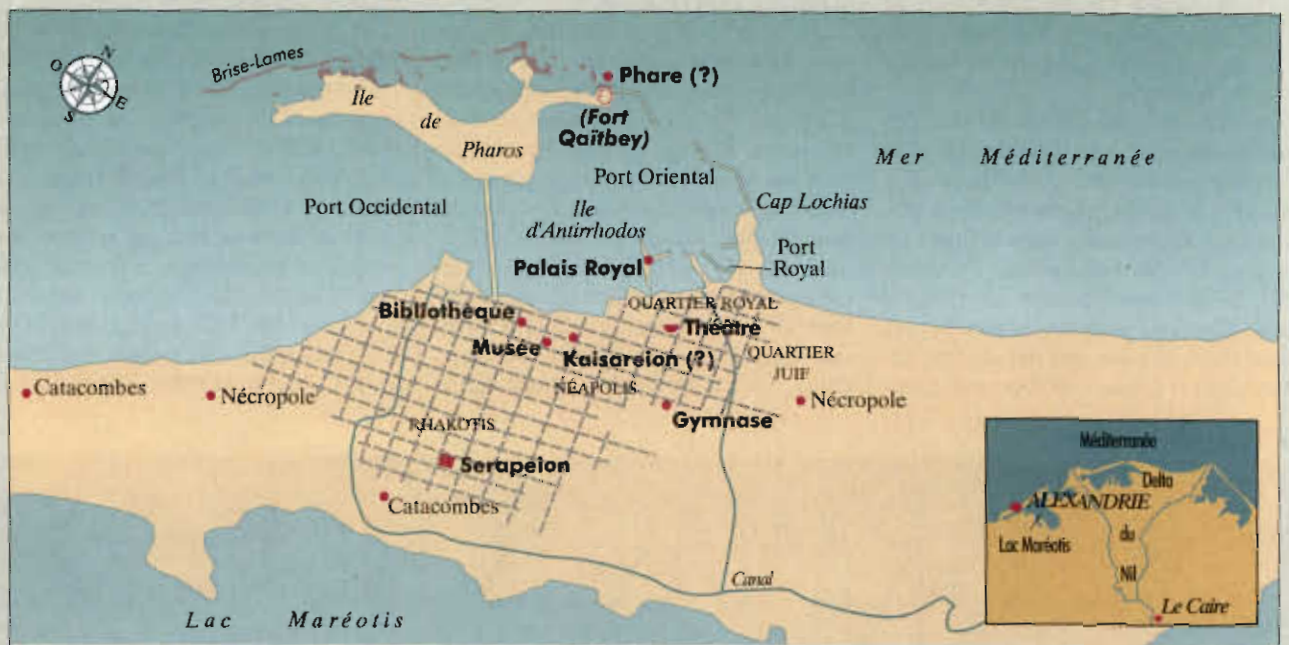 N
O
E
S
Brise-Lames
Phare (?)
Ile
de
Pharos
(Fort
Qaïtbey)
Mer Méditerranée
Port Oriental
Port Occidental
Ile
d'Antirrhodos
Cap Lochias
Port
Royal
Palais Royal
QUARTIER ROYAL
Bibliothèque
Théâtre
Musée
Kaisareion (?)
QUARTIER
JUIF
NÉAPOLIS
Catacombes
Nécropole
Nécropole
Gymnase
RHAKOTIS
Serapeion
Catacombes
Canal
Lac Maréotis
Méditerranée
Delta
ALEXANDRIE
du
Lac Maréotis
Nil
Le Caire